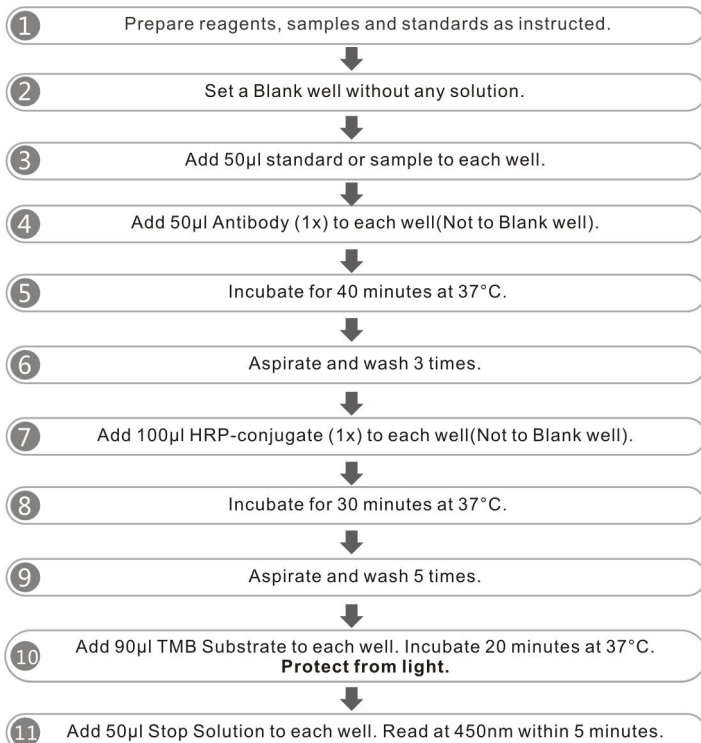 1 Prepare reagents, samples and standards as instructed.
2 Set a Blank well without any solution.
3 Add 50μl standard or sample to each well.
4 Add 50μl Antibody (1x) to each well(Not to Blank well).
5 Incubate for 40 minutes at 37°C.
6 Aspirate and wash 3 times.
7 Add 100μl HRP-conjugate (1x) to each well(Not to Blank well).
8 Incubate for 30 minutes at 37°C.
9 Aspirate and wash 5 times.
10 Add 90μl TMB Substrate to each well. Incubate 20 minutes at 37°C.
Protect from light.
11 Add 50μl Stop Solution to each well. Read at 450nm within 5 minutes.